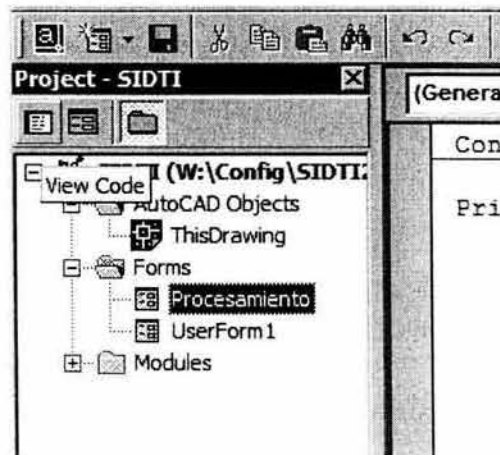 Project - SIDTI
(Genera
Con
I (W:\Config\SIDTI
View Code
AutoCAD Objects
Pri
ThisDrawing
Forms
Procesamiento
UserForm1
Modules